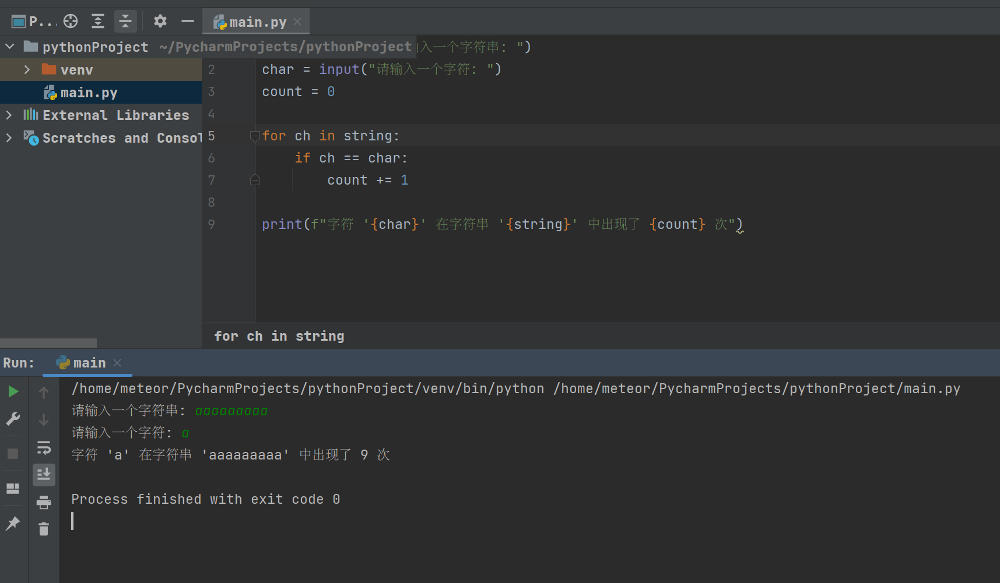 P...
main.py
pythonProject ~/PycharmProjects/pythonProject
入一个字符串: ")
venv
2 char = input("请输入一个字符: ")
main.py
3 count = 0
External Libraries
4
Scratches and Consol
5 for ch in string:
6 if ch == char:
7 count += 1
8
9 print(f"字符 '{char}' 在字符串 '{string}' 中出现了 {count} 次")
for ch in string
Run: main
/home/meteor/PycharmProjects/pythonProject/venv/bin/python /home/meteor/PycharmProjects/pythonProject/main.py
请输入一个字符串: aaaaaaaaa
请输入一个字符: a
字符 'a' 在字符串 'aaaaaaaaa' 中出现了 9 次
Process finished with exit code 0